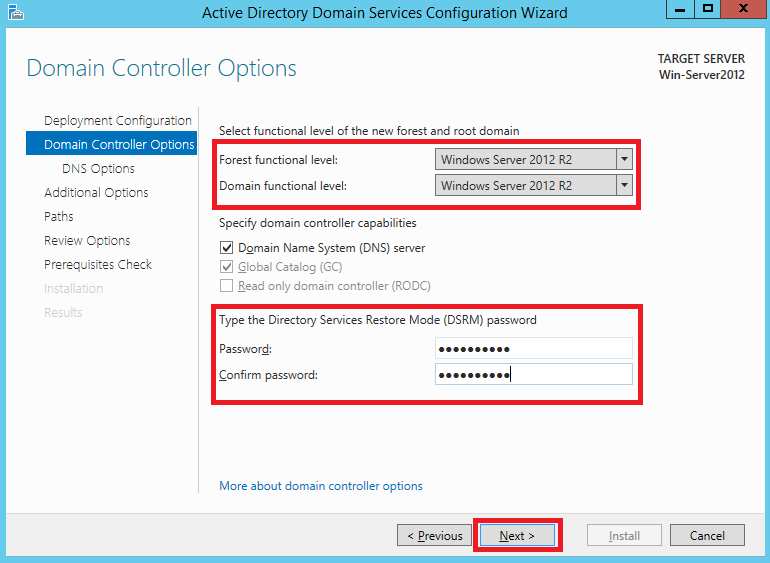 Active Directory Domain Services Configuration Wizard
Domain Controller Options
TARGET SERVER
Win-Server2012
Deployment Configuration
Domain Controller Options
DNS Options
Additional Options
Paths
Review Options
Prerequisites Check
Installation
Results
Select functional level of the new forest and root domain
Forest functional level: Windows Server 2012 R2
Domain functional level: Windows Server 2012 R2
Specify domain controller capabilities
Domain Name System (DNS) server
Global Catalog (GC)
Read only domain controller (RODC)
Type the Directory Services Restore Mode (DSRM) password
Password: ••••••••••
Confirm password: ••••••••••
More about domain controller options
< Previous Next > Install Cancel